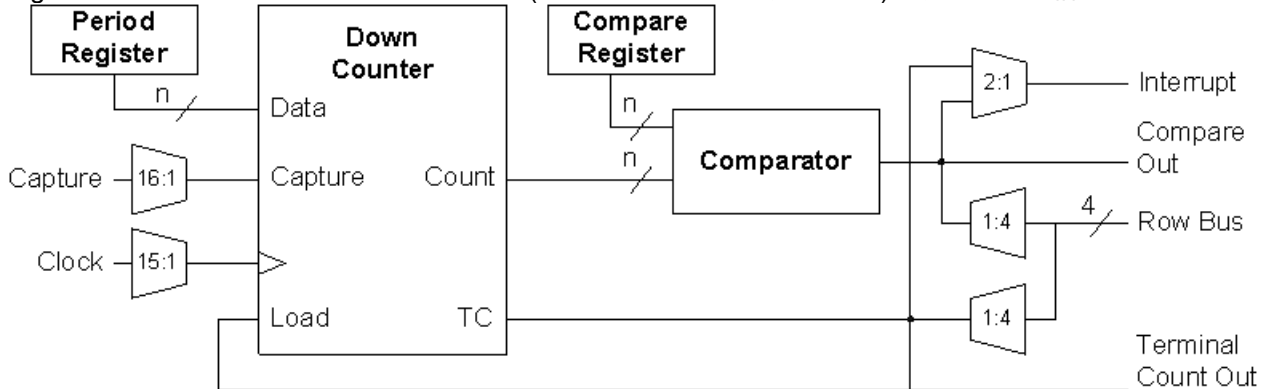 Period
Register
Down
Counter
Compare
Register
n
Data
n
2:1
Interrupt
Compare
Out
Capture
16:1
Capture
Count
n
Comparator
1:4
4
Row Bus
Clock
15:1
Load
TC
1:4
Terminal
Count Out